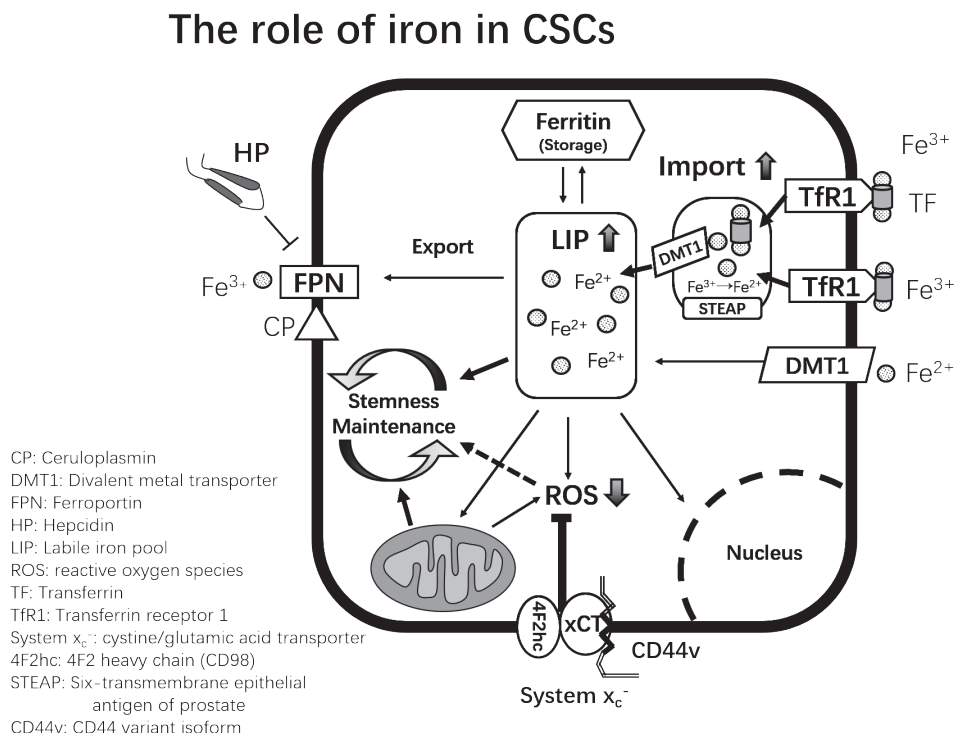 The role of iron in CSCs
Ferritin
(Storage)
HP
Import
Fe³⁺
TfR1
TF
LIP
DMT1
Export
Fe²⁺
Fe³⁺→Fe²⁺
STEAP
TfR1
Fe³⁺
Fe³⁺
FPN
CP
Fe²⁺
Fe²⁺
DMT1
Fe²⁺
Stemness
Maintenance
ROS
Nucleus
4F2hc
xCT
CD44v
System x꜀⁻
CP: Ceruloplasmin
DMT1: Divalent metal transporter
FPN: Ferroportin
HP: Hepcidin
LIP: Labile iron pool
ROS: reactive oxygen species
TF: Transferrin
TfR1: Transferrin receptor 1
System x꜀⁻: cystine/glutamic acid transporter
4F2hc: 4F2 heavy chain (CD98)
STEAP: Six-transmembrane epithelial
antigen of prostate
CD44v: CD44 variant isoform